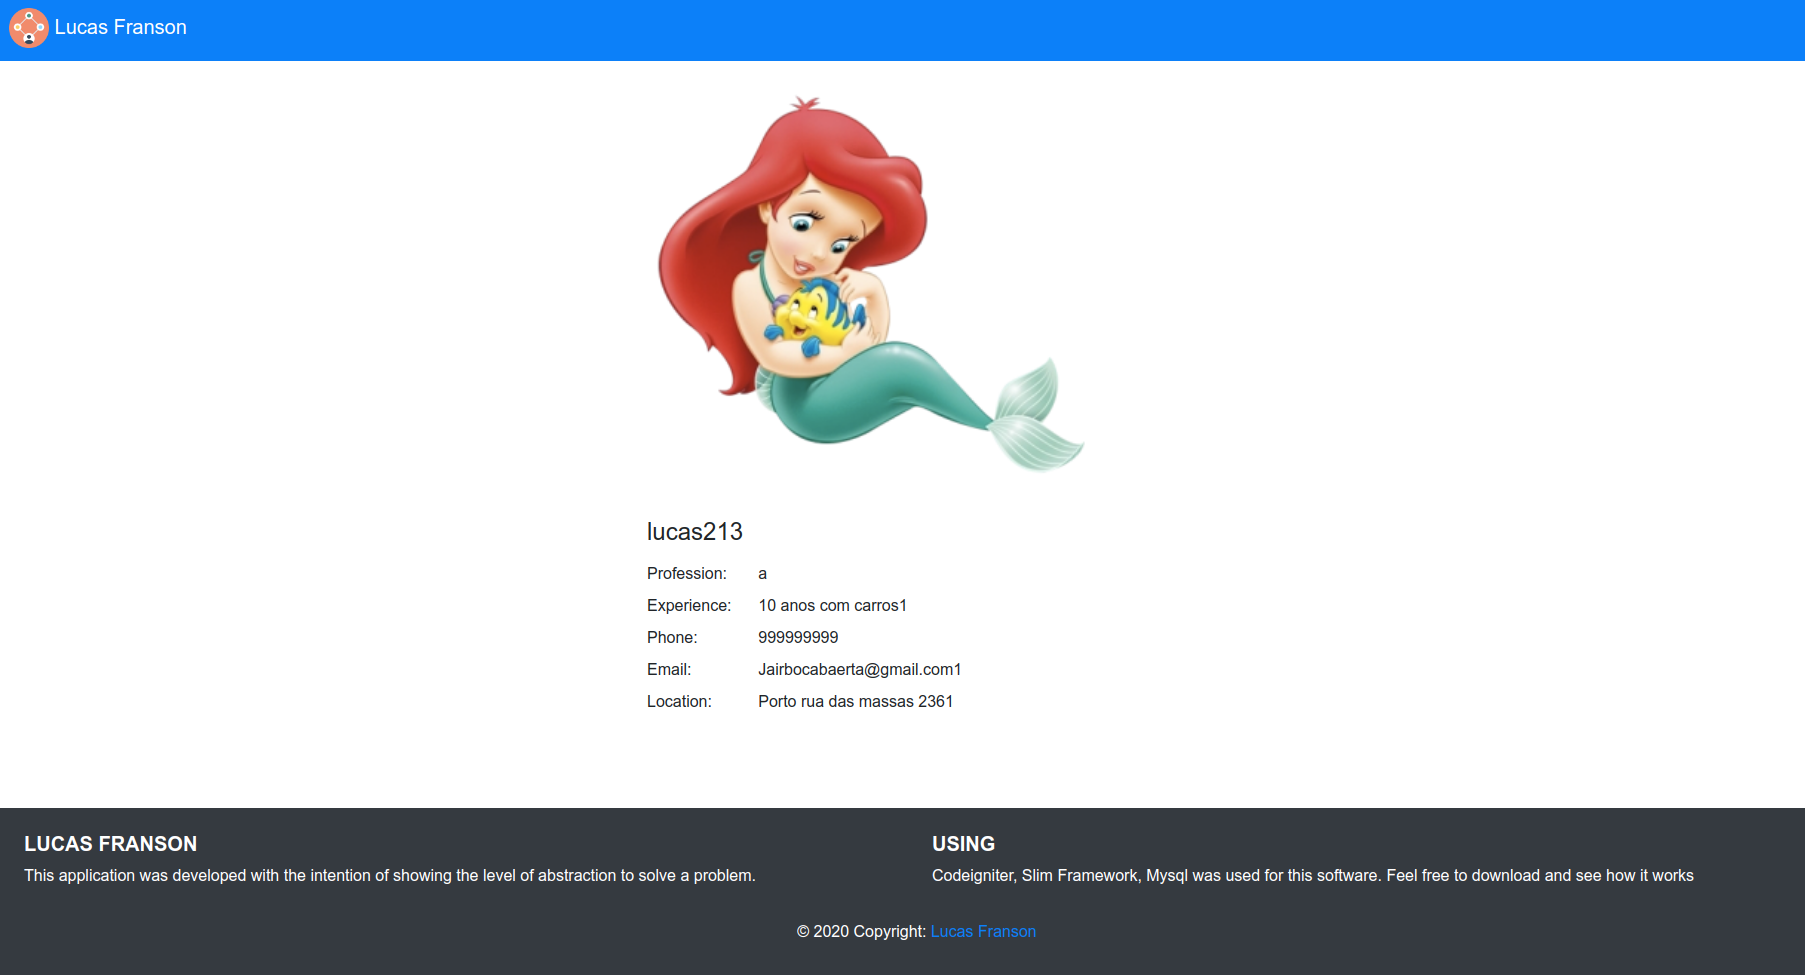 Lucas Franson
lucas213
Profession: a
Experience: 10 anos com carros1
Phone: 999999999
Email: Jairbocabaerta@gmail.com1
Location: Porto rua das massas 2361
LUCAS FRANSON
This application was developed with the intention of showing the level of abstraction to solve a problem.
USING
Codeigniter, Slim Framework, Mysql was used for this software. Feel free to download and see how it works
© 2020 Copyright: Lucas Franson